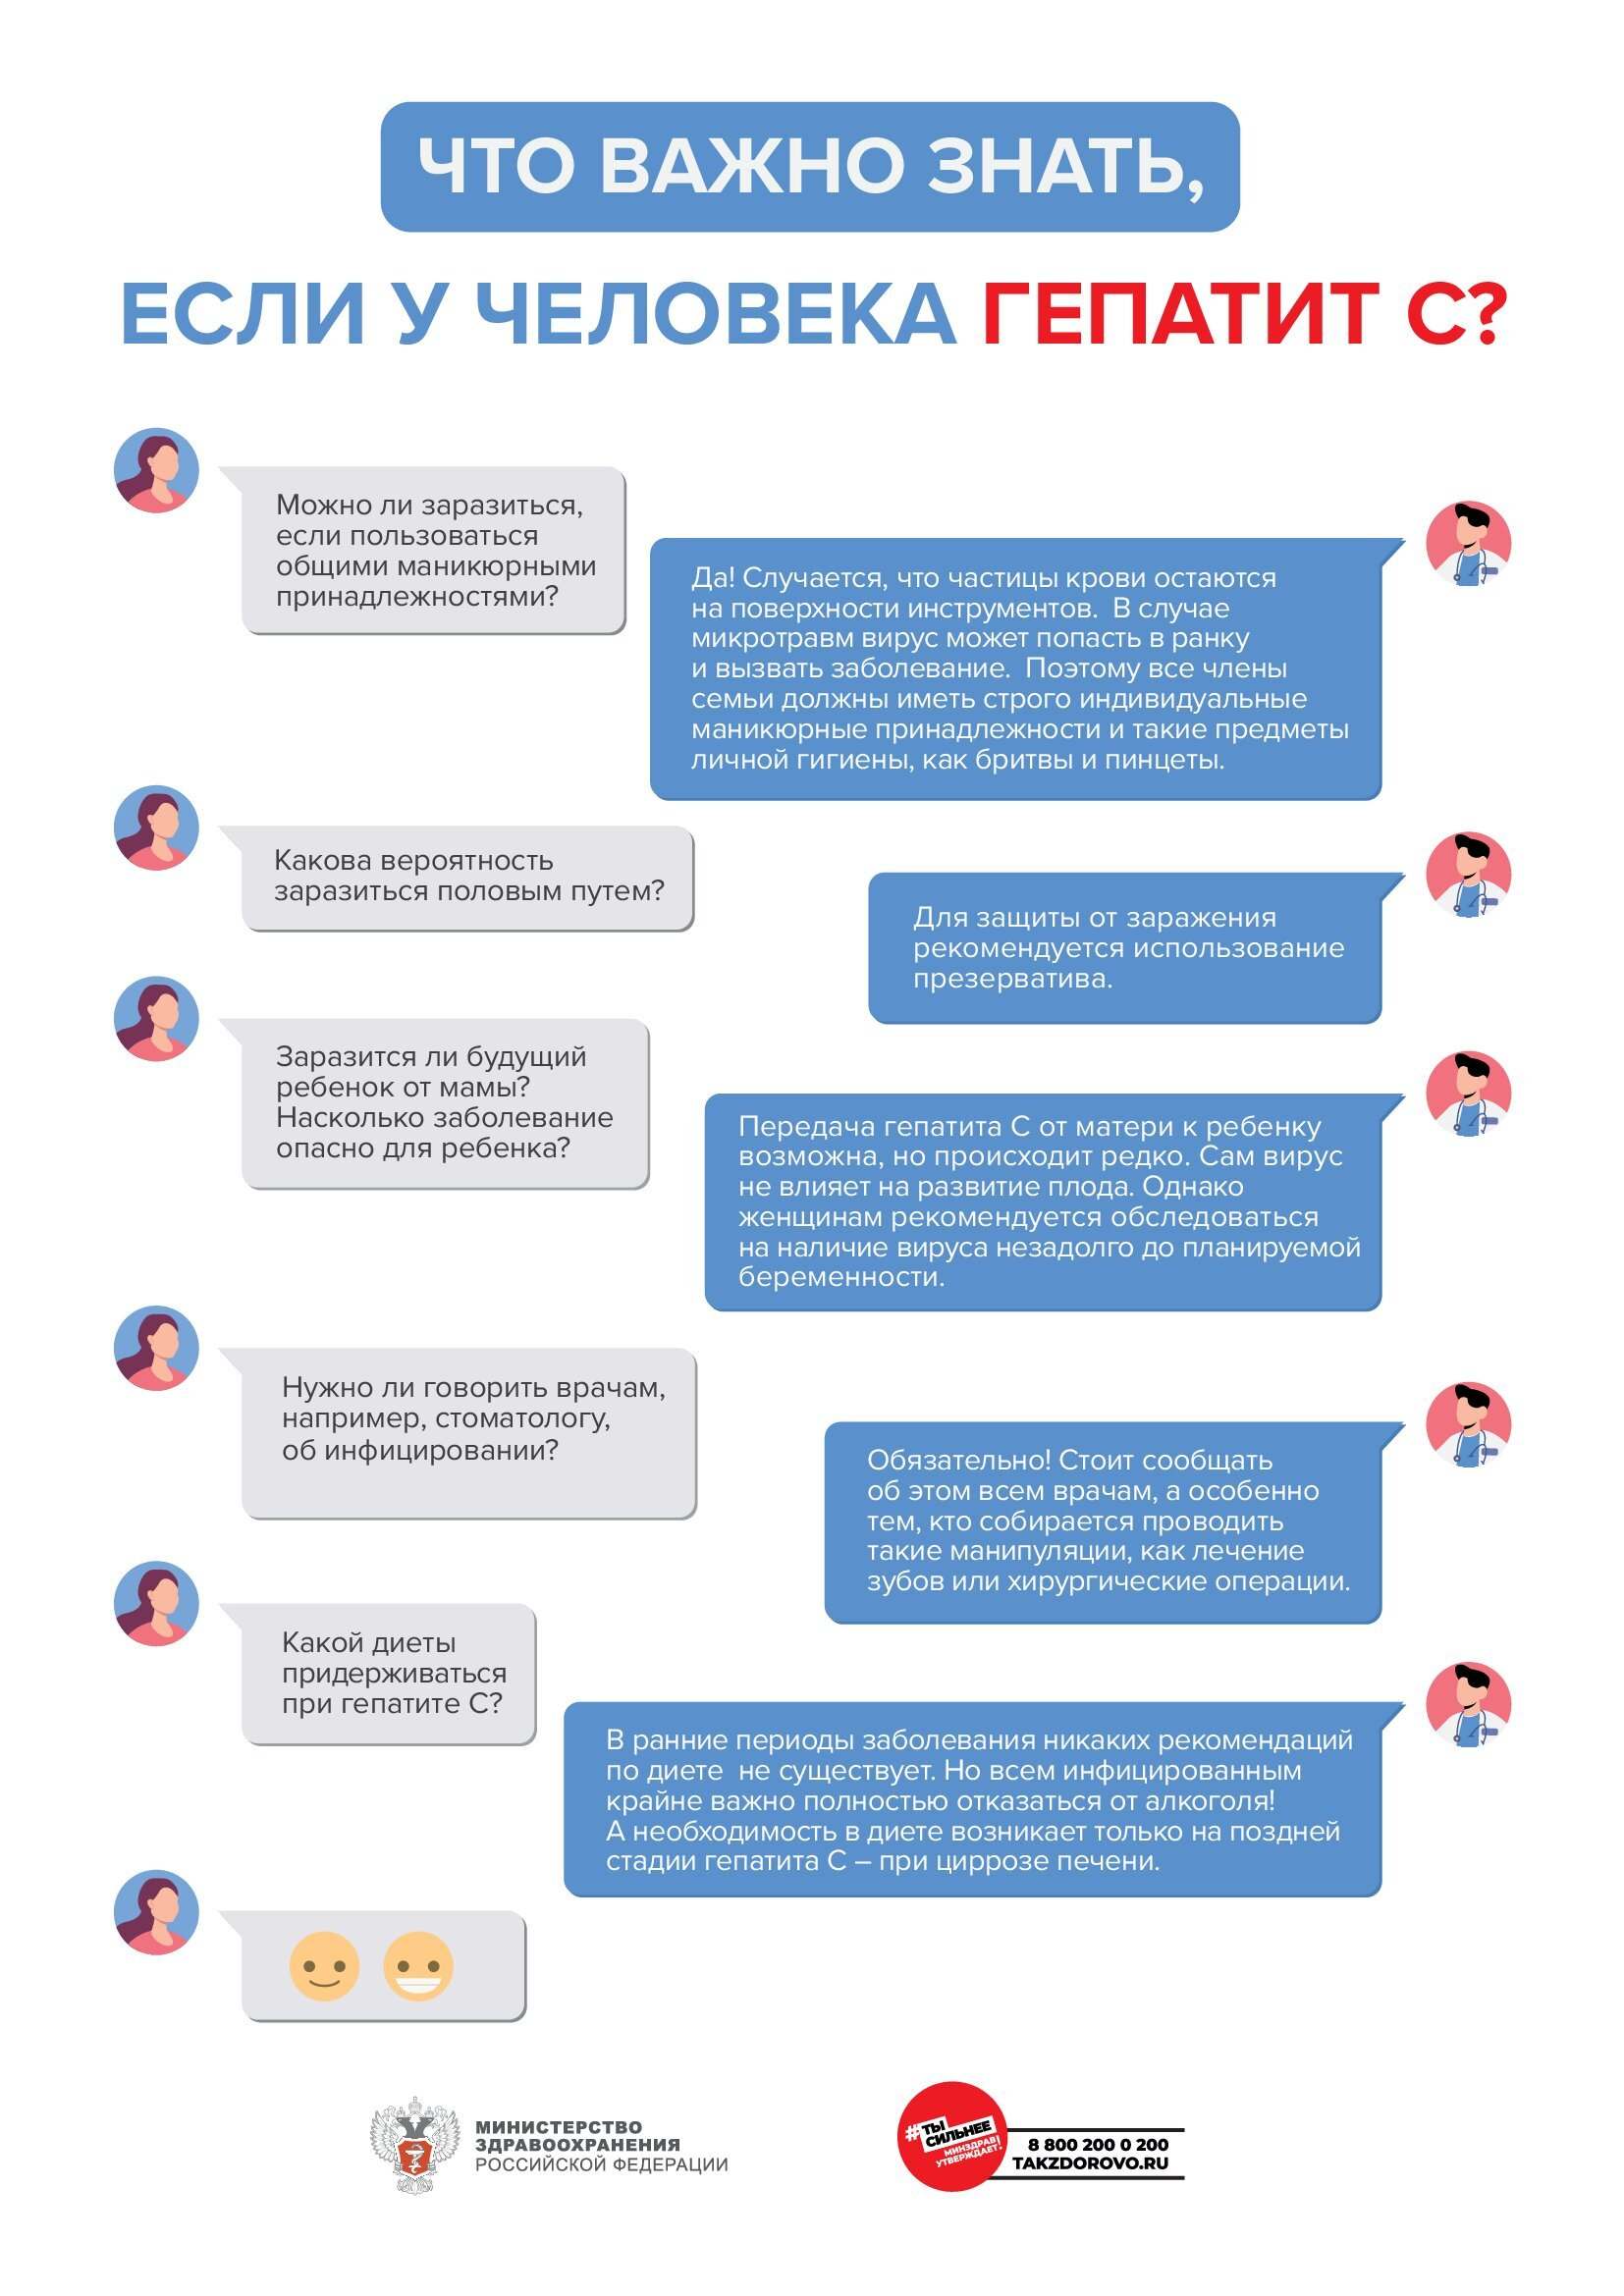 ЧТО ВАЖНО ЗНАТЬ,
ЕСЛИ У ЧЕЛОВЕКА ГЕПАТИТ С?
Можно ли заразиться,
если пользоваться
общими маникюрными
принадлежностями?
Да! Случается, что частицы крови остаются
на поверхности инструментов. В случае
микротравм вирус может попасть в ранку
и вызвать заболевание. Поэтому все члены
семьи должны иметь строго индивидуальные
маникюрные принадлежности и такие предметы
личной гигиены, как бритвы и пинцеты.
Какова вероятность
заразиться половым путем?
Для защиты от заражения
рекомендуется использование
презерватива.
Заразится ли будущий
ребенок от мамы?
Насколько заболевание
опасно для ребенка?
Передача гепатита С от матери к ребенку
возможна, но происходит редко. Сам вирус
не влияет на развитие плода. Однако
женщинам рекомендуется обследоваться
на наличие вируса незадолго до планируемой
беременности.
Нужно ли говорить врачам,
например, стоматологу,
об инфицировании?
Обязательно! Стоит сообщать
об этом всем врачам, а особенно
тем, кто собирается проводить
такие манипуляции, как лечение
зубов или хирургические операции.
Какой диеты
придерживаться
при гепатите С?
В ранние периоды заболевания никаких рекомендаций
по диете не существует. Но всем инфицированным
крайне важно полностью отказаться от алкоголя!
А необходимость в диете возникает только на поздней
стадии гепатита С – при циррозе печени.
МИНИСТЕРСТВО
ЗДРАВООХРАНЕНИЯ
РОССИЙСКОЙ ФЕДЕРАЦИИ
#ТЫ
СИЛЬНЕЕ
МИНЗДРАВ
УТВЕРЖДАЕТ!
8 800 200 0 200
TAKZDOROVO.RU